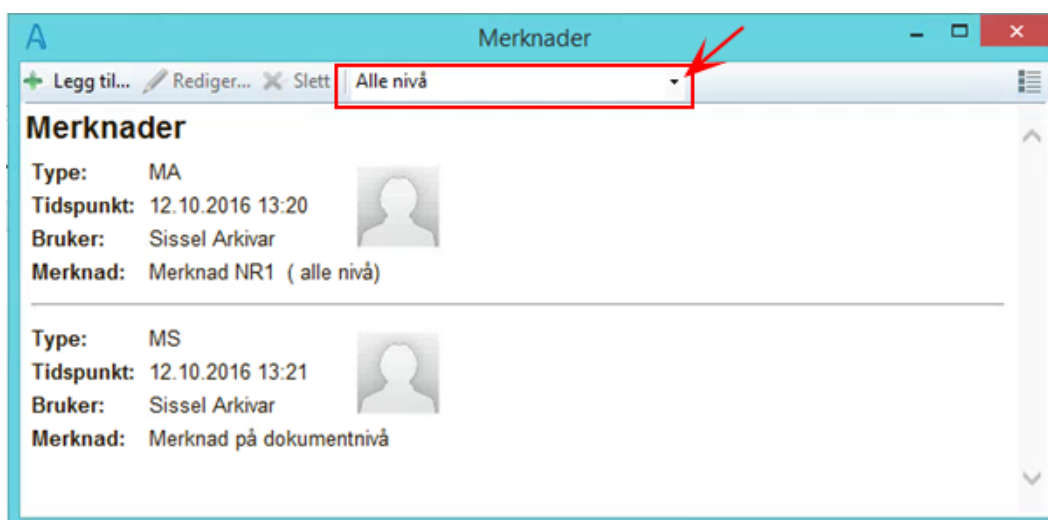 A
Merknader
Legg til... Rediger... Slett Alle nivå
Merknader
Type: MA
Tidspunkt: 12.10.2016 13:20
Bruker: Sissel Arkivar
Merknad: Merknad NR1 ( alle nivå)
Type: MS
Tidspunkt: 12.10.2016 13:21
Bruker: Sissel Arkivar
Merknad: Merknad på dokumentnivå